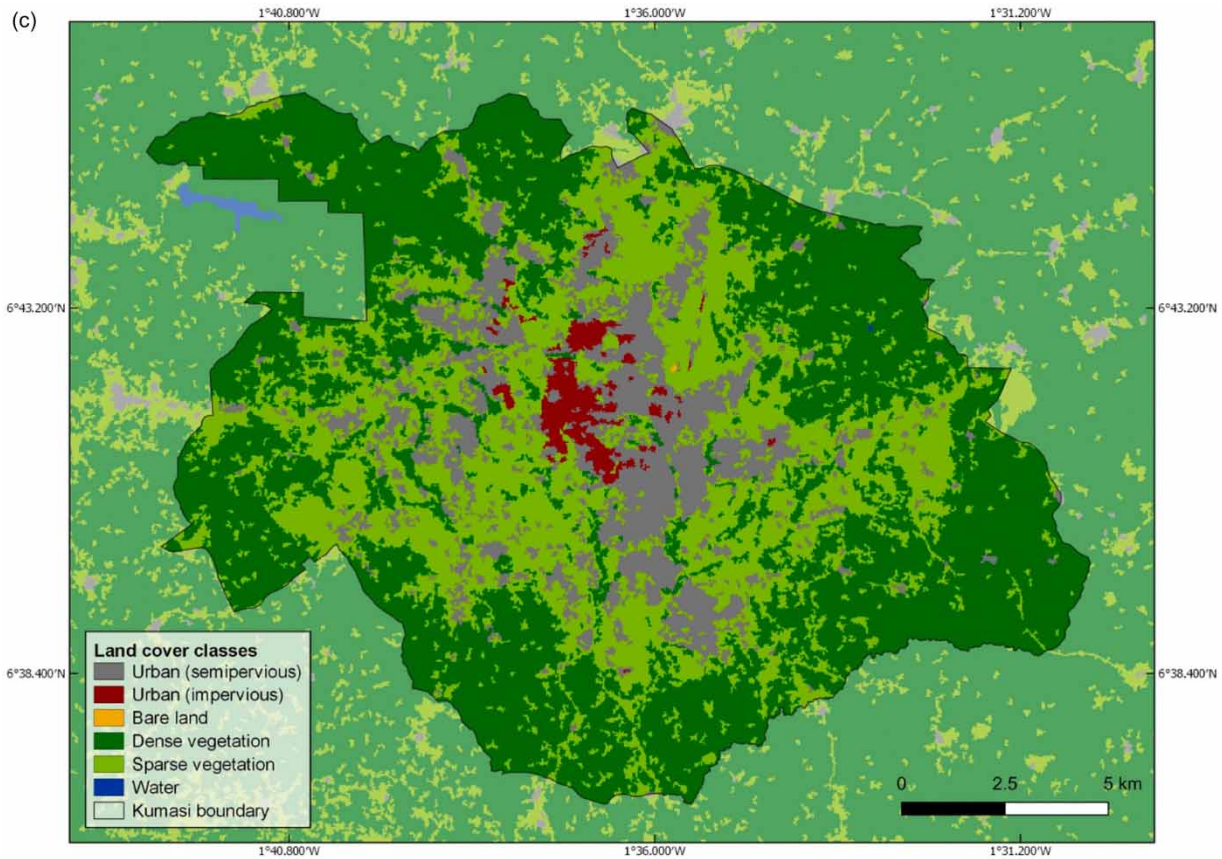 (c)
1°40.800'W
1°36.000'W
1°31.200'W
6°43.200'N
6°43.200'N
Land cover classes
Urban (semipervious)
Urban (impervious)
Bare land
Dense vegetation
Sparse vegetation
Water
Kumasi boundary
6°38.400'N
6°38.400'N
0
2.5
5 km
1°40.800'W
1°36.000'W
1°31.200'W